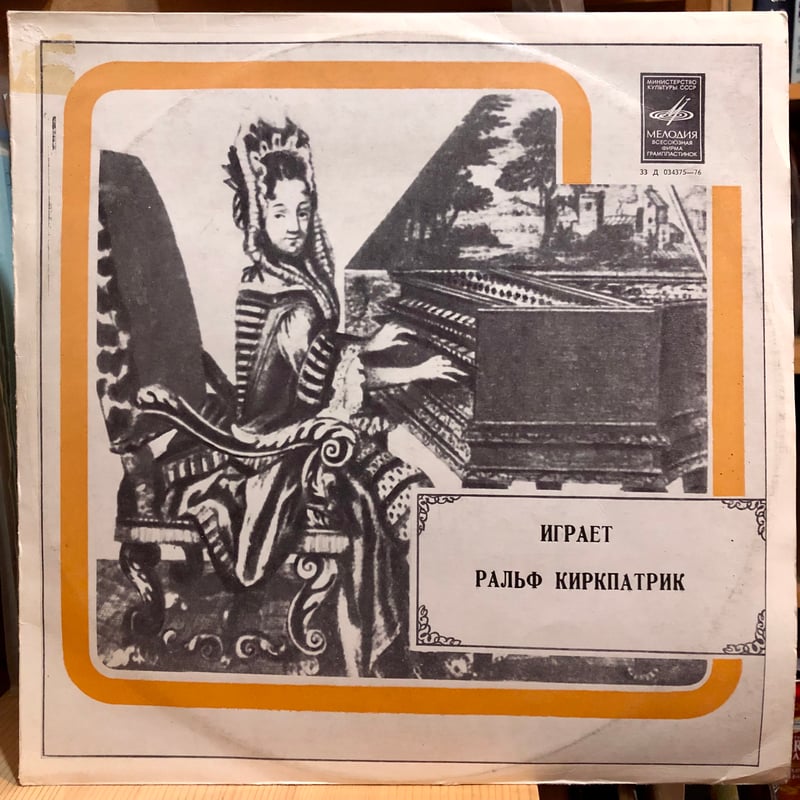 МИНИСТЕРСТВО
КУЛЬТУРЫ СССР
МЕЛОДИЯ
ВСЕСОЮЗНАЯ
ФИРМА
ГРАМПЛАСТИНОК
33 Д 034375—76
ИГРАЕТ
РАЛЬФ КИРКПАТРИК